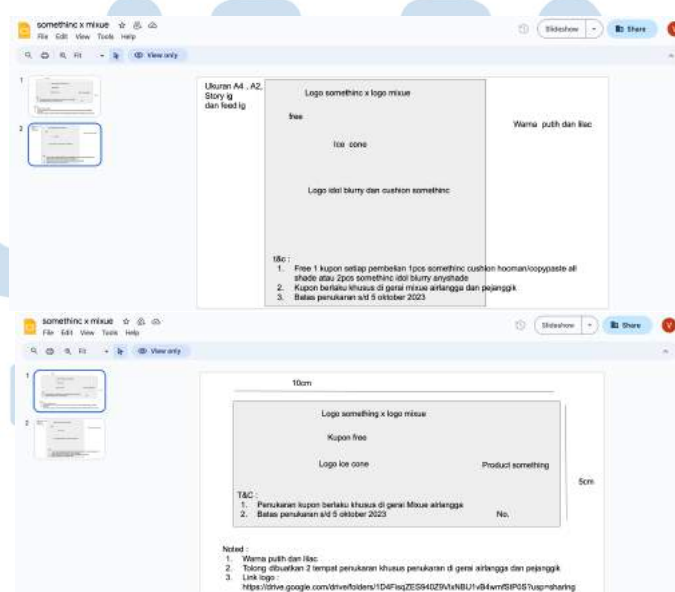 somethinc x mixue
File Edit View Tools Help
Slideshow
Share
Fit
View only
1
2
Ukuran A4 , A2,
Story ig
dan feed ig
Logo somethinc x logo mixue
free
Ice cone
Warna putih dan lilac
Logo idol blurry dan cushion somethinc
t&c :
1. Free 1 kupon setiap pembelian 1pcs somethinc cushion hooman/copypaste all
shade atau 2pcs somethinc idol blurry anyshade
2. Kupon berlaku khusus di gerai mixue airlangga dan pejanggik
3. Batas penukaran s/d 5 oktober 2023
somethinc x mixue
File Edit View Tools Help
Slideshow
Share
V
Fit
View only
1
2
10cm
Logo something x logo mixue
Kupon free
Logo ice cone
Product something
5cm
T&C :
1. Penukaran kupon berlaku khusus di gerai Mixue airlangga
2. Batas penukaran s/d 5 oktober 2023
No.
Noted :
1. Warna putih dan lilac
2. Tolong dibuatkan 2 tempat penukaran khusus penukaran di gerai airlangga dan pejanggik
3. Link logo :